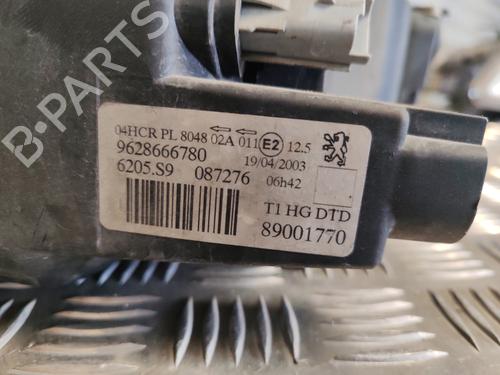 04HCR PL 8048 02A 011 E2 12.5
9628666780 19/04/2003
6205.S9 087276 06h42
T1 HG DTD
89001770
B-PARTS